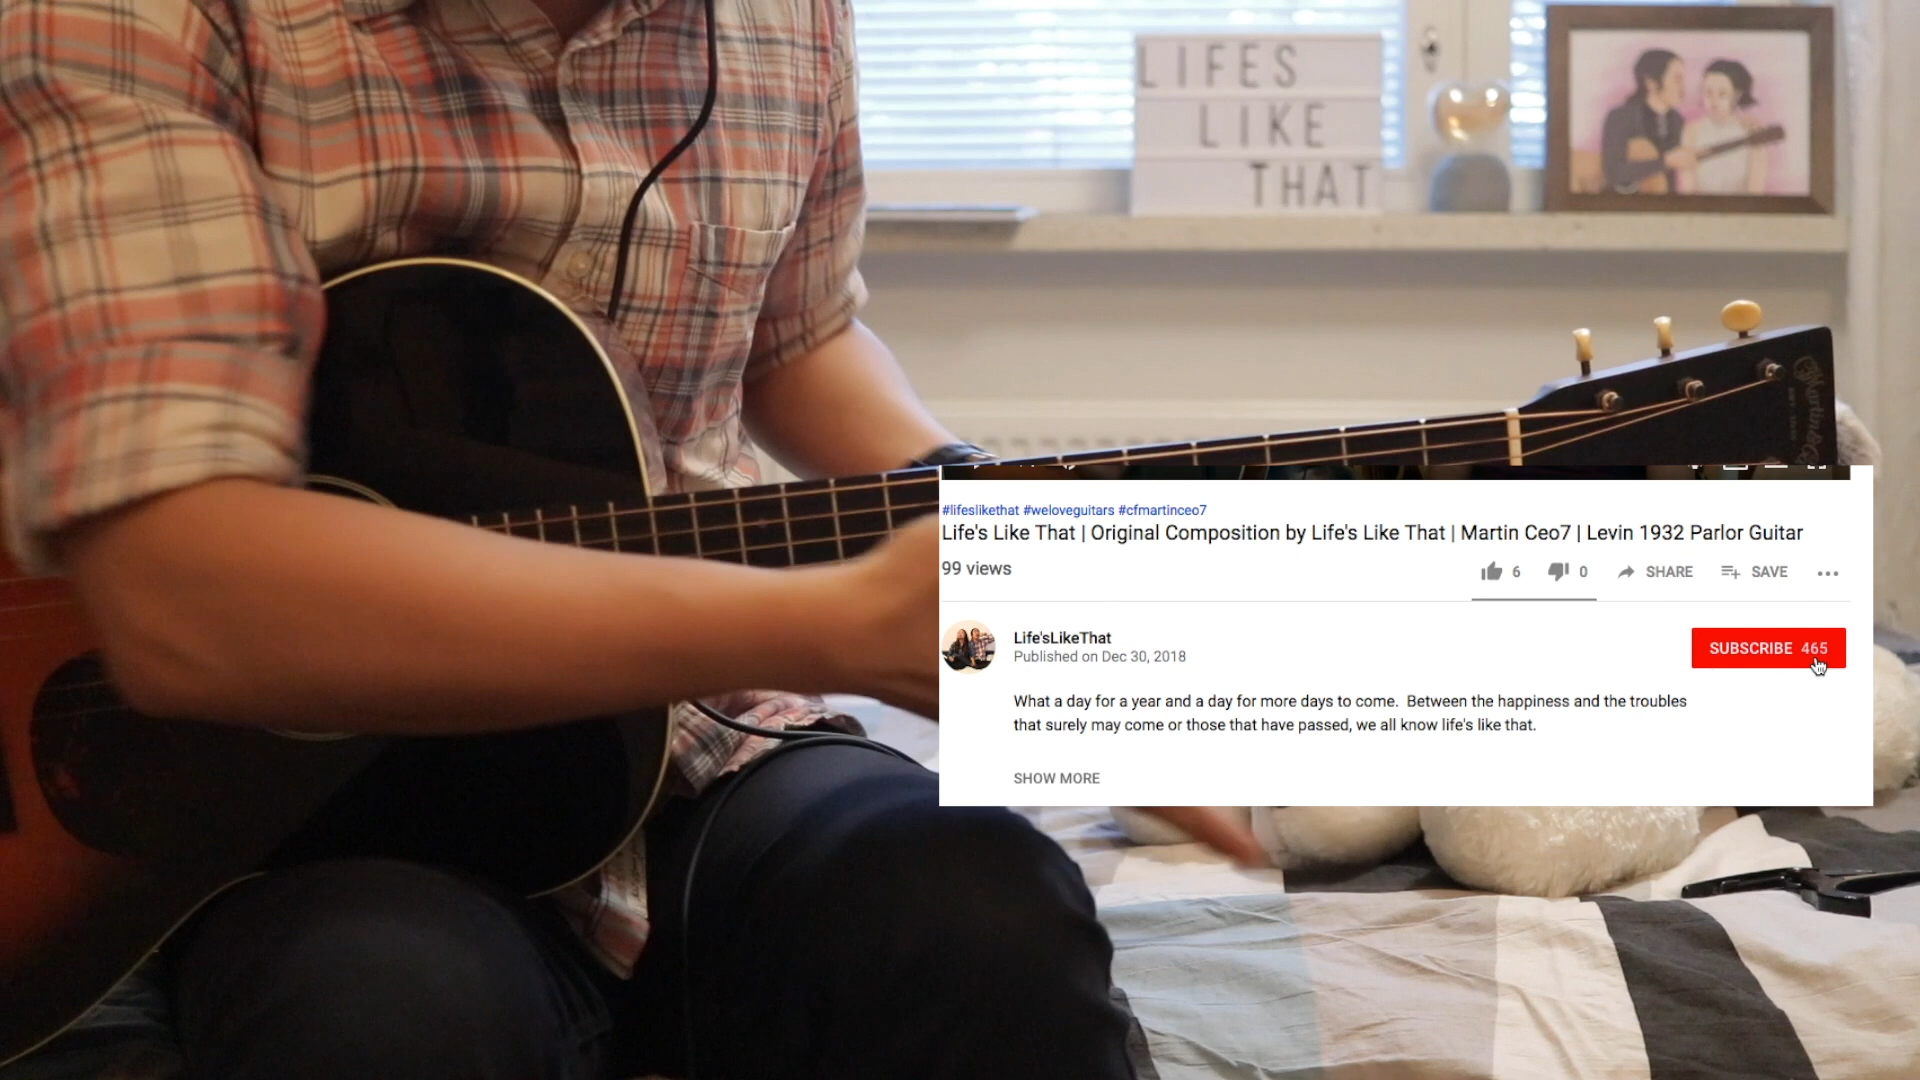 LIFES
LIKE
THAT
Martin & Co
#lifeslikethat #weloveguitars #cfmartinceo7
Life's Like That | Original Composition by Life's Like That | Martin Ceo7 | Levin 1932 Parlor Guitar
99 views
6 0 SHARE SAVE
Life'sLikeThat
Published on Dec 30, 2018
SUBSCRIBE 465
What a day for a year and a day for more days to come. Between the happiness and the troubles
that surely may come or those that have passed, we all know life's like that.
SHOW MORE